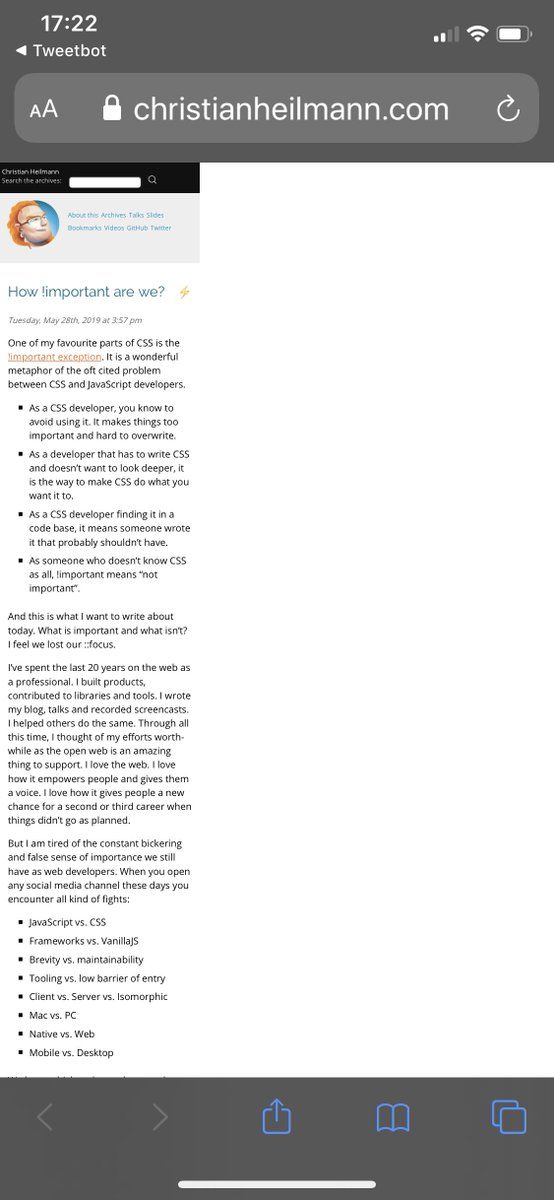 17:22
◀ Tweetbot
AA christianheilmann.com
Christian Heilmann
Search the archives:
About this Archives Talks Slides
Bookmarks Videos GitHub Twitter
How !important are we? ⚡
Tuesday, May 28th, 2019 at 3:57 pm
One of my favourite parts of CSS is the
!important exception. It is a wonderful
metaphor of the oft cited problem
between CSS and JavaScript developers.
▪ As a CSS developer, you know to
avoid using it. It makes things too
important and hard to overwrite.
▪ As a developer that has to write CSS
and doesn't want to look deeper, it
is the way to make CSS do what you
want it to.
▪ As a CSS developer finding it in a
code base, it means someone wrote
it that probably shouldn't have.
▪ As someone who doesn't know CSS
as all, !important means "not
important".
And this is what I want to write about
today. What is important and what isn't?
I feel we lost our ::focus.
I've spent the last 20 years on the web as
a professional. I built products,
contributed to libraries and tools. I wrote
my blog, talks and recorded screencasts.
I helped others do the same. Through all
this time, I thought of my efforts worth-
while as the open web is an amazing
thing to support. I love the web. I love
how it empowers people and gives them
a voice. I love how it gives people a new
chance for a second or third career when
things didn't go as planned.
But I am tired of the constant bickering
and false sense of importance we still
have as web developers. When you open
any social media channel these days you
encounter all kind of fights:
▪ JavaScript vs. CSS
▪ Frameworks vs. VanillaJS
▪ Brevity vs. maintainability
▪ Tooling vs. low barrier of entry
▪ Client vs. Server vs. Isomorphic
▪ Mac vs. PC
▪ Native vs. Web
▪ Mobile vs. Desktop